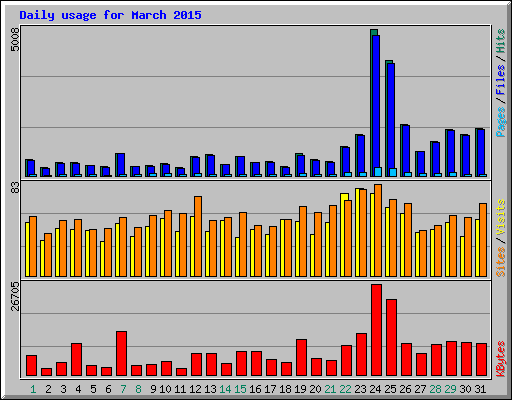 Daily usage for March 2015
5008
Pages / Files / Hits
83
Sites / Visits
26705
KBytes
1 2 3 4 5 6 7 8 9 10 11 12 13 14 15 16 17 18 19 20 21 22 23 24 25 26 27 28 29 30 31